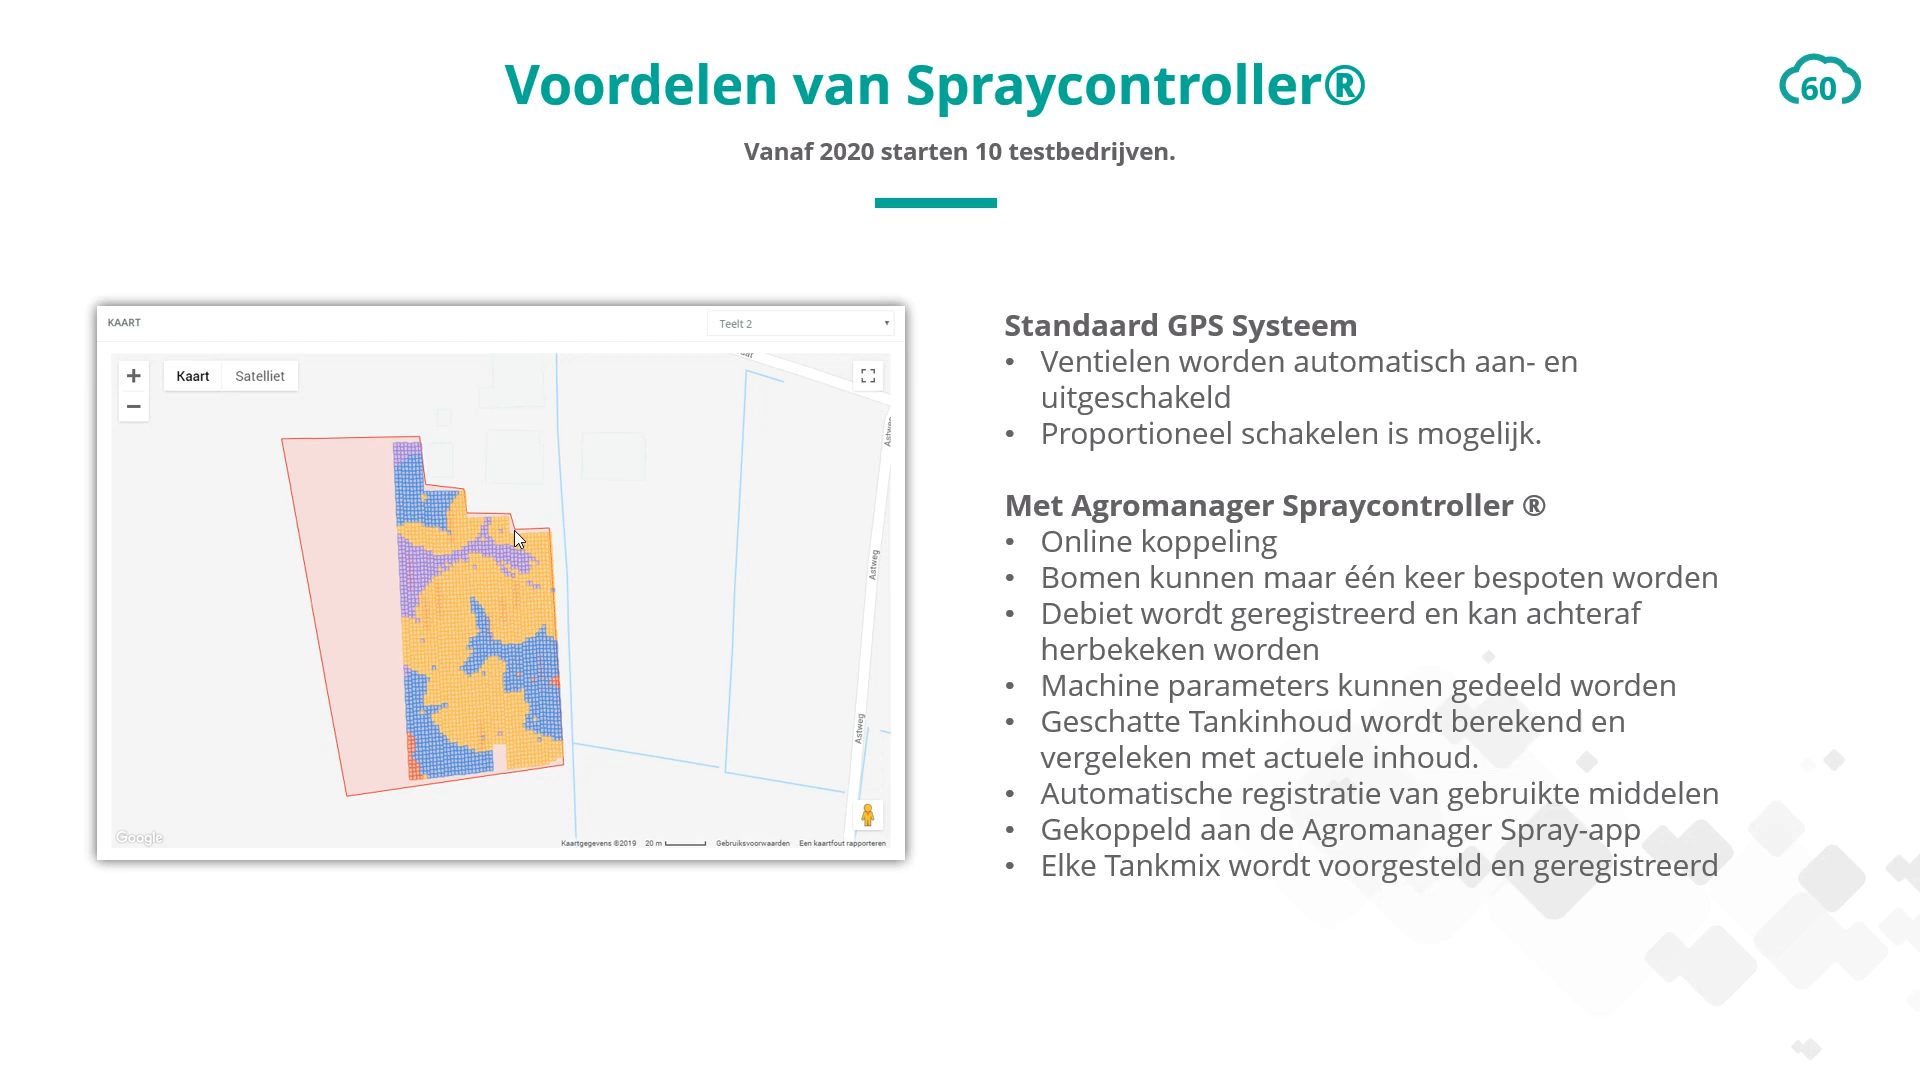 Voordelen van Spraycontroller®
60
Vanaf 2020 starten 10 testbedrijven.
KAART
Teelt 2
Kaart Satelliet
Astweg
Astweg
Google
Kaartgegevens ©2019 20 m Gebruiksvoorwaarden Een kaartfout rapporteren
Standaard GPS Systeem
• Ventielen worden automatisch aan- en
uitgeschakeld
• Proportioneel schakelen is mogelijk.
Met Agromanager Spraycontroller ®
• Online koppeling
• Bomen kunnen maar één keer bespoten worden
• Debiet wordt geregistreerd en kan achteraf
herbekeken worden
• Machine parameters kunnen gedeeld worden
• Geschatte Tankinhoud wordt berekend en
vergeleken met actuele inhoud.
• Automatische registratie van gebruikte middelen
• Gekoppeld aan de Agromanager Spray-app
• Elke Tankmix wordt voorgesteld en geregistreerd